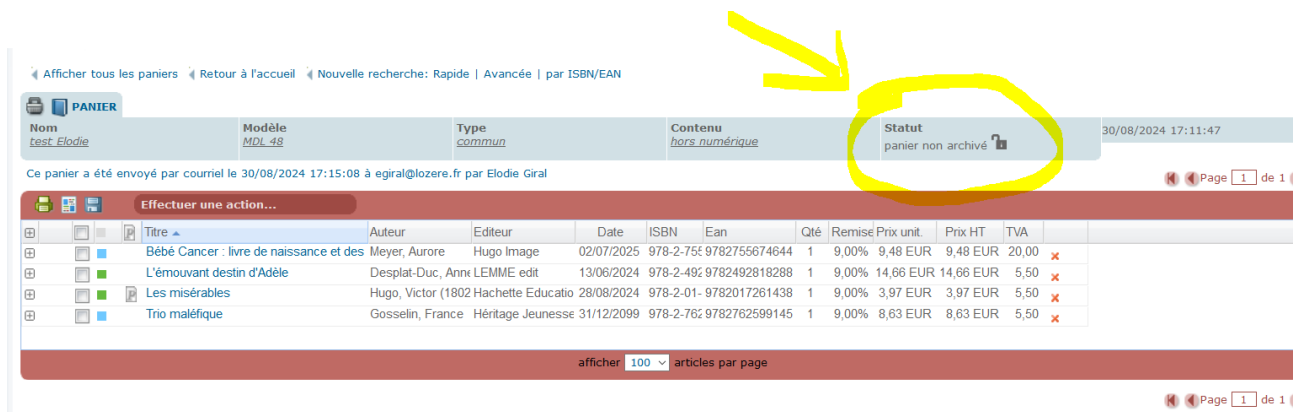 Afficher tous les paniers Retour à l'accueil Nouvelle recherche: Rapide | Avancée | par ISBN/EAN
PANIER
Nom Modèle Type Contenu Statut 30/08/2024 17:11:47
test Elodie MDL 48 commun hors numérique panier non archivé
Ce panier a été envoyé par courriel le 30/08/2024 17:15:08 à egiral@lozere.fr par Elodie Giral
Page 1 de 1
Effectuer une action...
Titre Auteur Editeur Date ISBN Ean Qté Remise Prix unit. Prix HT TVA
Bébé Cancer : livre de naissance et des Meyer, Aurore Hugo Image 02/07/2025 978-2-755 9782755674644 1 9,00% 9,48 EUR 9,48 EUR 20,00
L'émouvant destin d'Adèle Desplat-Duc, Anne LEMME edit 13/06/2024 978-2-492 9782492818288 1 9,00% 14,66 EUR 14,66 EUR 5,50
Les misérables Hugo, Victor (1802 Hachette Educatio 28/08/2024 978-2-01- 9782017261438 1 9,00% 3,97 EUR 3,97 EUR 5,50
Trio maléfique Gosselin, France Héritage Jeunesse 31/12/2099 978-2-762 9782762599145 1 9,00% 8,63 EUR 8,63 EUR 5,50
afficher 100 articles par page
Page 1 de 1